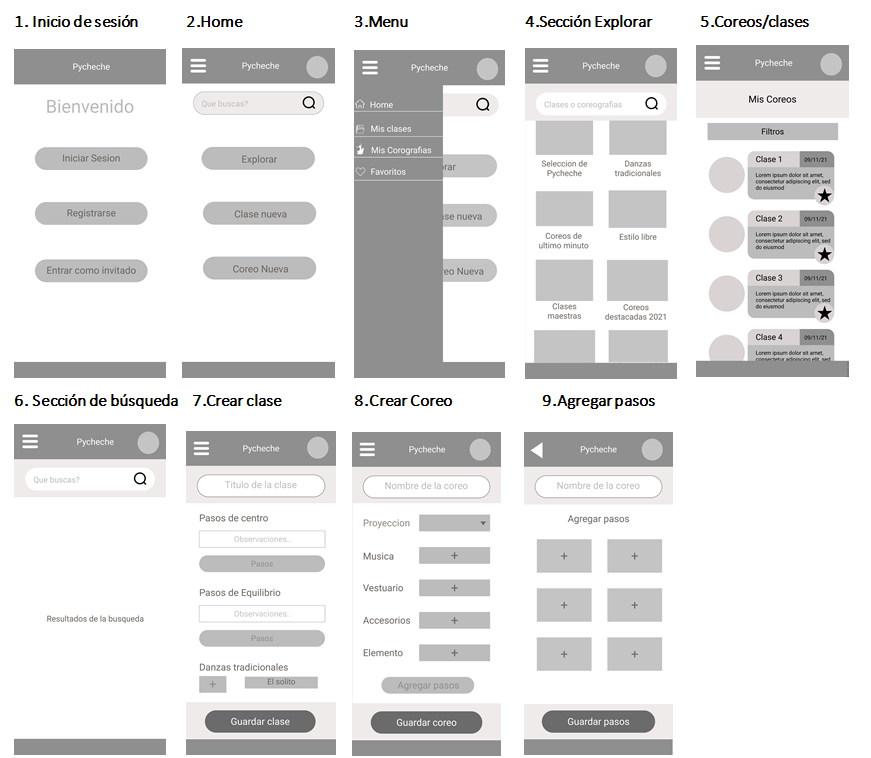 1. Inicio de sesión
Pycheche
Bienvenido
Iniciar Sesion
Registrarse
Entrar como invitado
2.Home
Pycheche
Que buscas?
Explorar
Clase nueva
Coreo Nueva
3.Menu
Pycheche
Home
Mis clases
Mis Corografias
Favoritos
rar
se nueva
eo Nueva
4.Sección Explorar
Pycheche
Clases o coreografias
Seleccion de
Pycheche
Danzas
tradicionales
Coreos de
ultimo minuto
Estilo libre
Clases
maestras
Coreos
destacadas 2021
5.Coreos/clases
Pycheche
Mis Coreos
Filtros
Clase 1
09/11/21
Lorem ipsum dolor sit amet,
consectetur adipiscing elit, sed
do eiusmod
Clase 2
09/11/21
Lorem ipsum dolor sit amet,
consectetur adipiscing elit, sed
do eiusmod
Clase 3
09/11/21
Lorem ipsum dolor sit amet,
consectetur adipiscing elit, sed
do eiusmod
Clase 4
09/11/21
Lorem ipsum dolor sit amet,
consectetur adipiscing elit, sed
6. Sección de búsqueda
Pycheche
Que buscas?
Resultados de la busqueda
7.Crear clase
Pycheche
Titulo de la clase
Pasos de centro
Observaciones..
Pasos
Pasos de Equilibrio
Observaciones..
Pasos
Danzas tradicionales
+
El solito
Guardar clase
8.Crear Coreo
Pycheche
Nombre de la coreo
Proyeccion
Musica
+
Vestuario
+
Accesorios
+
Elemento
+
Agregar pasos
Guardar coreo
9.Agregar pasos
Pycheche
Nombre de la coreo
Agregar pasos
+ +
+ +
+ +
Guardar pasos